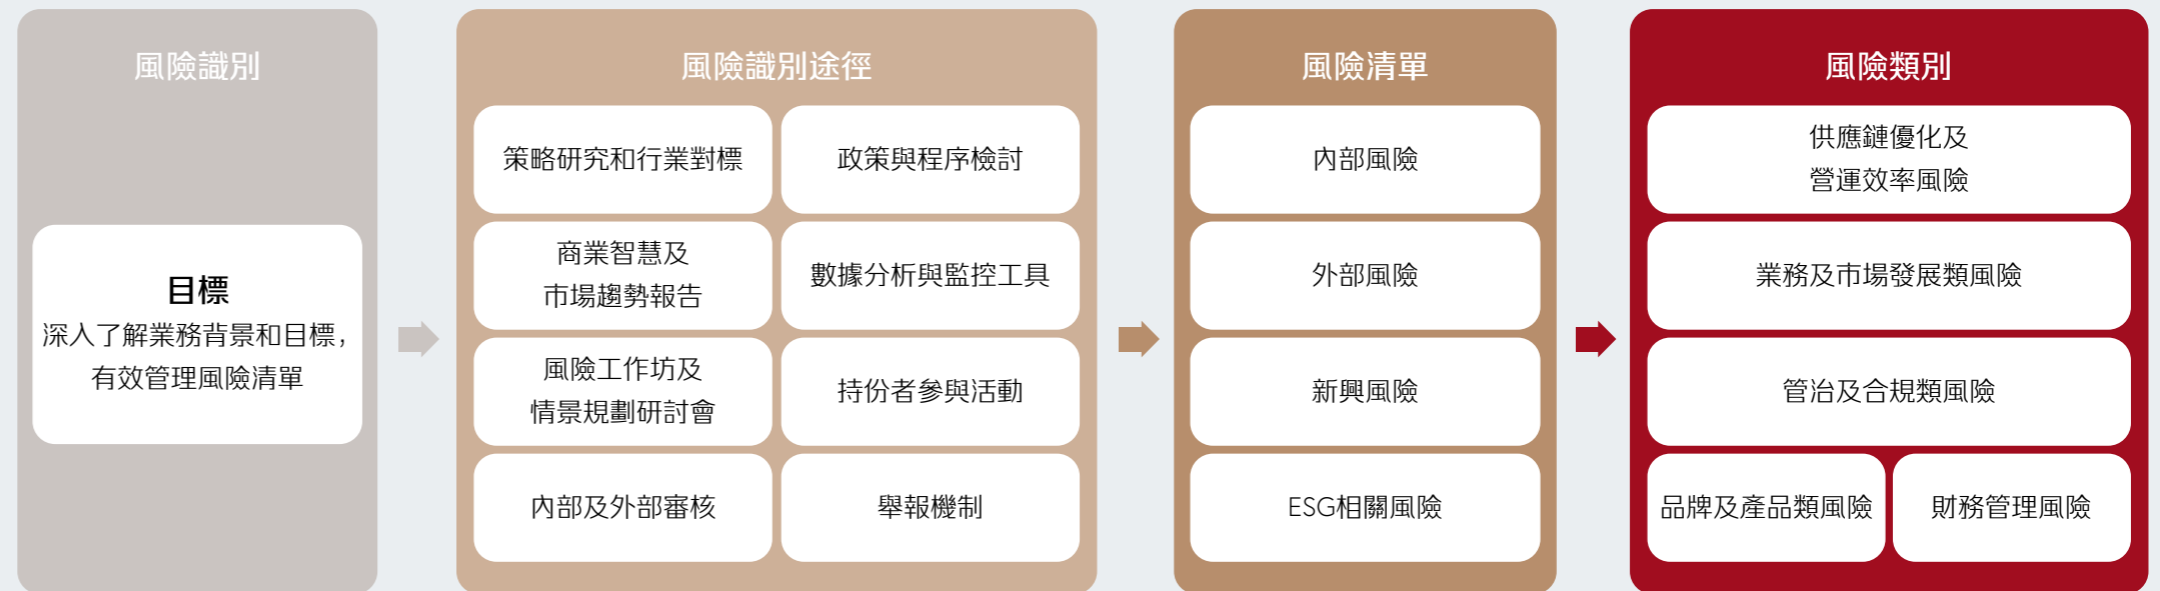 風險識別
目標
深入了解業務背景和目標，
有效管理風險清單
風險識別途徑
策略研究和行業對標
政策與程序檢討
商業智慧及
市場趨勢報告
數據分析與監控工具
風險工作坊及
情景規劃研討會
持份者參與活動
內部及外部審核
舉報機制
風險清單
內部風險
外部風險
新興風險
ESG相關風險
風險類別
供應鏈優化及
營運效率風險
業務及市場發展類風險
管治及合規類風險
品牌及產品類風險
財務管理風險